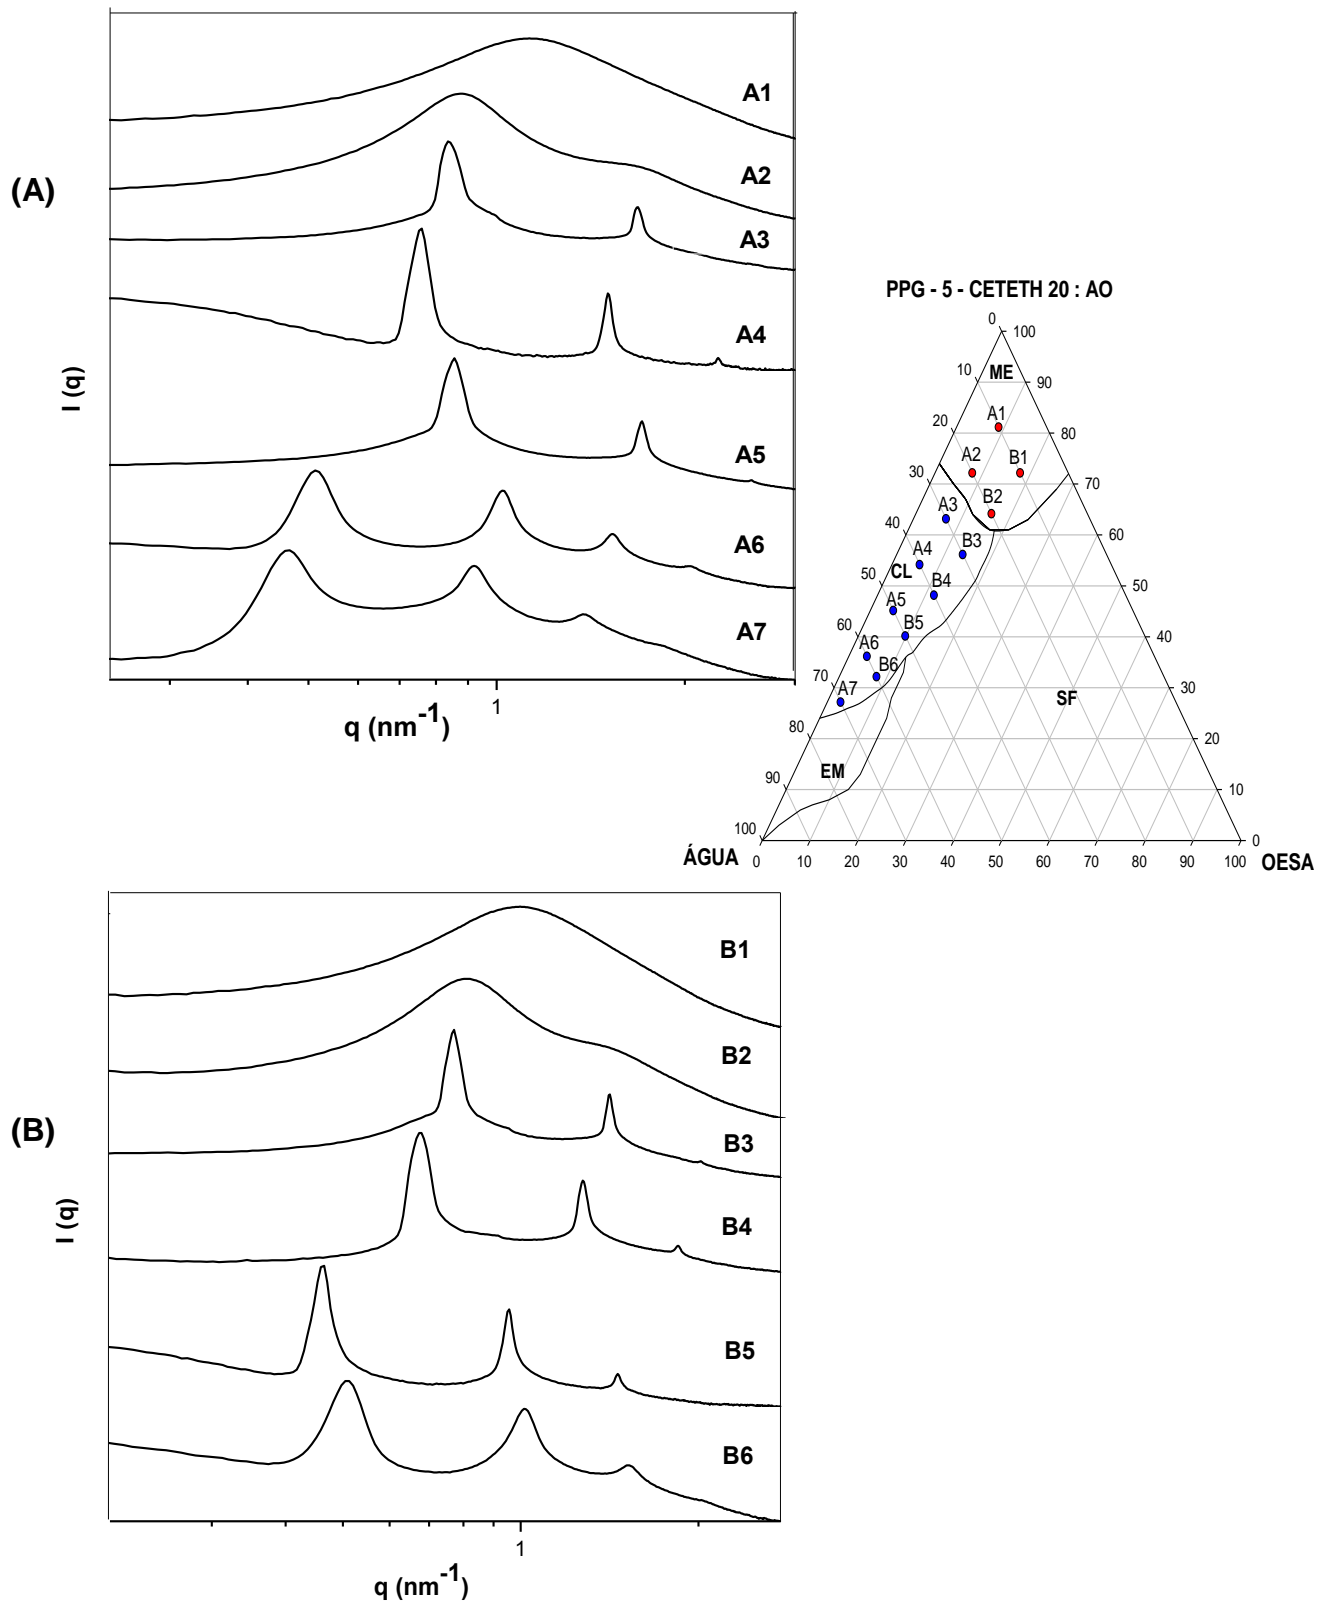 (A)
I (q)
A1
A2
A3
A4
A5
A6
A7
1
q (nm-1)
PPG - 5 - CETETH 20 : AO
0 100
10 ME 90
A1
20 80
A2 B1
30 70
B2
A3
40 60
B3
A4
50 CL 50
B4
A5
60 B5 40
A6
B6
70 A7 30
SF
80 20
EM
90 10
100 0
ÁGUA 0 10 20 30 40 50 60 70 80 90 100 OESA
(B)
I (q)
B1
B2
B3
B4
B5
B6
1
q (nm-1)